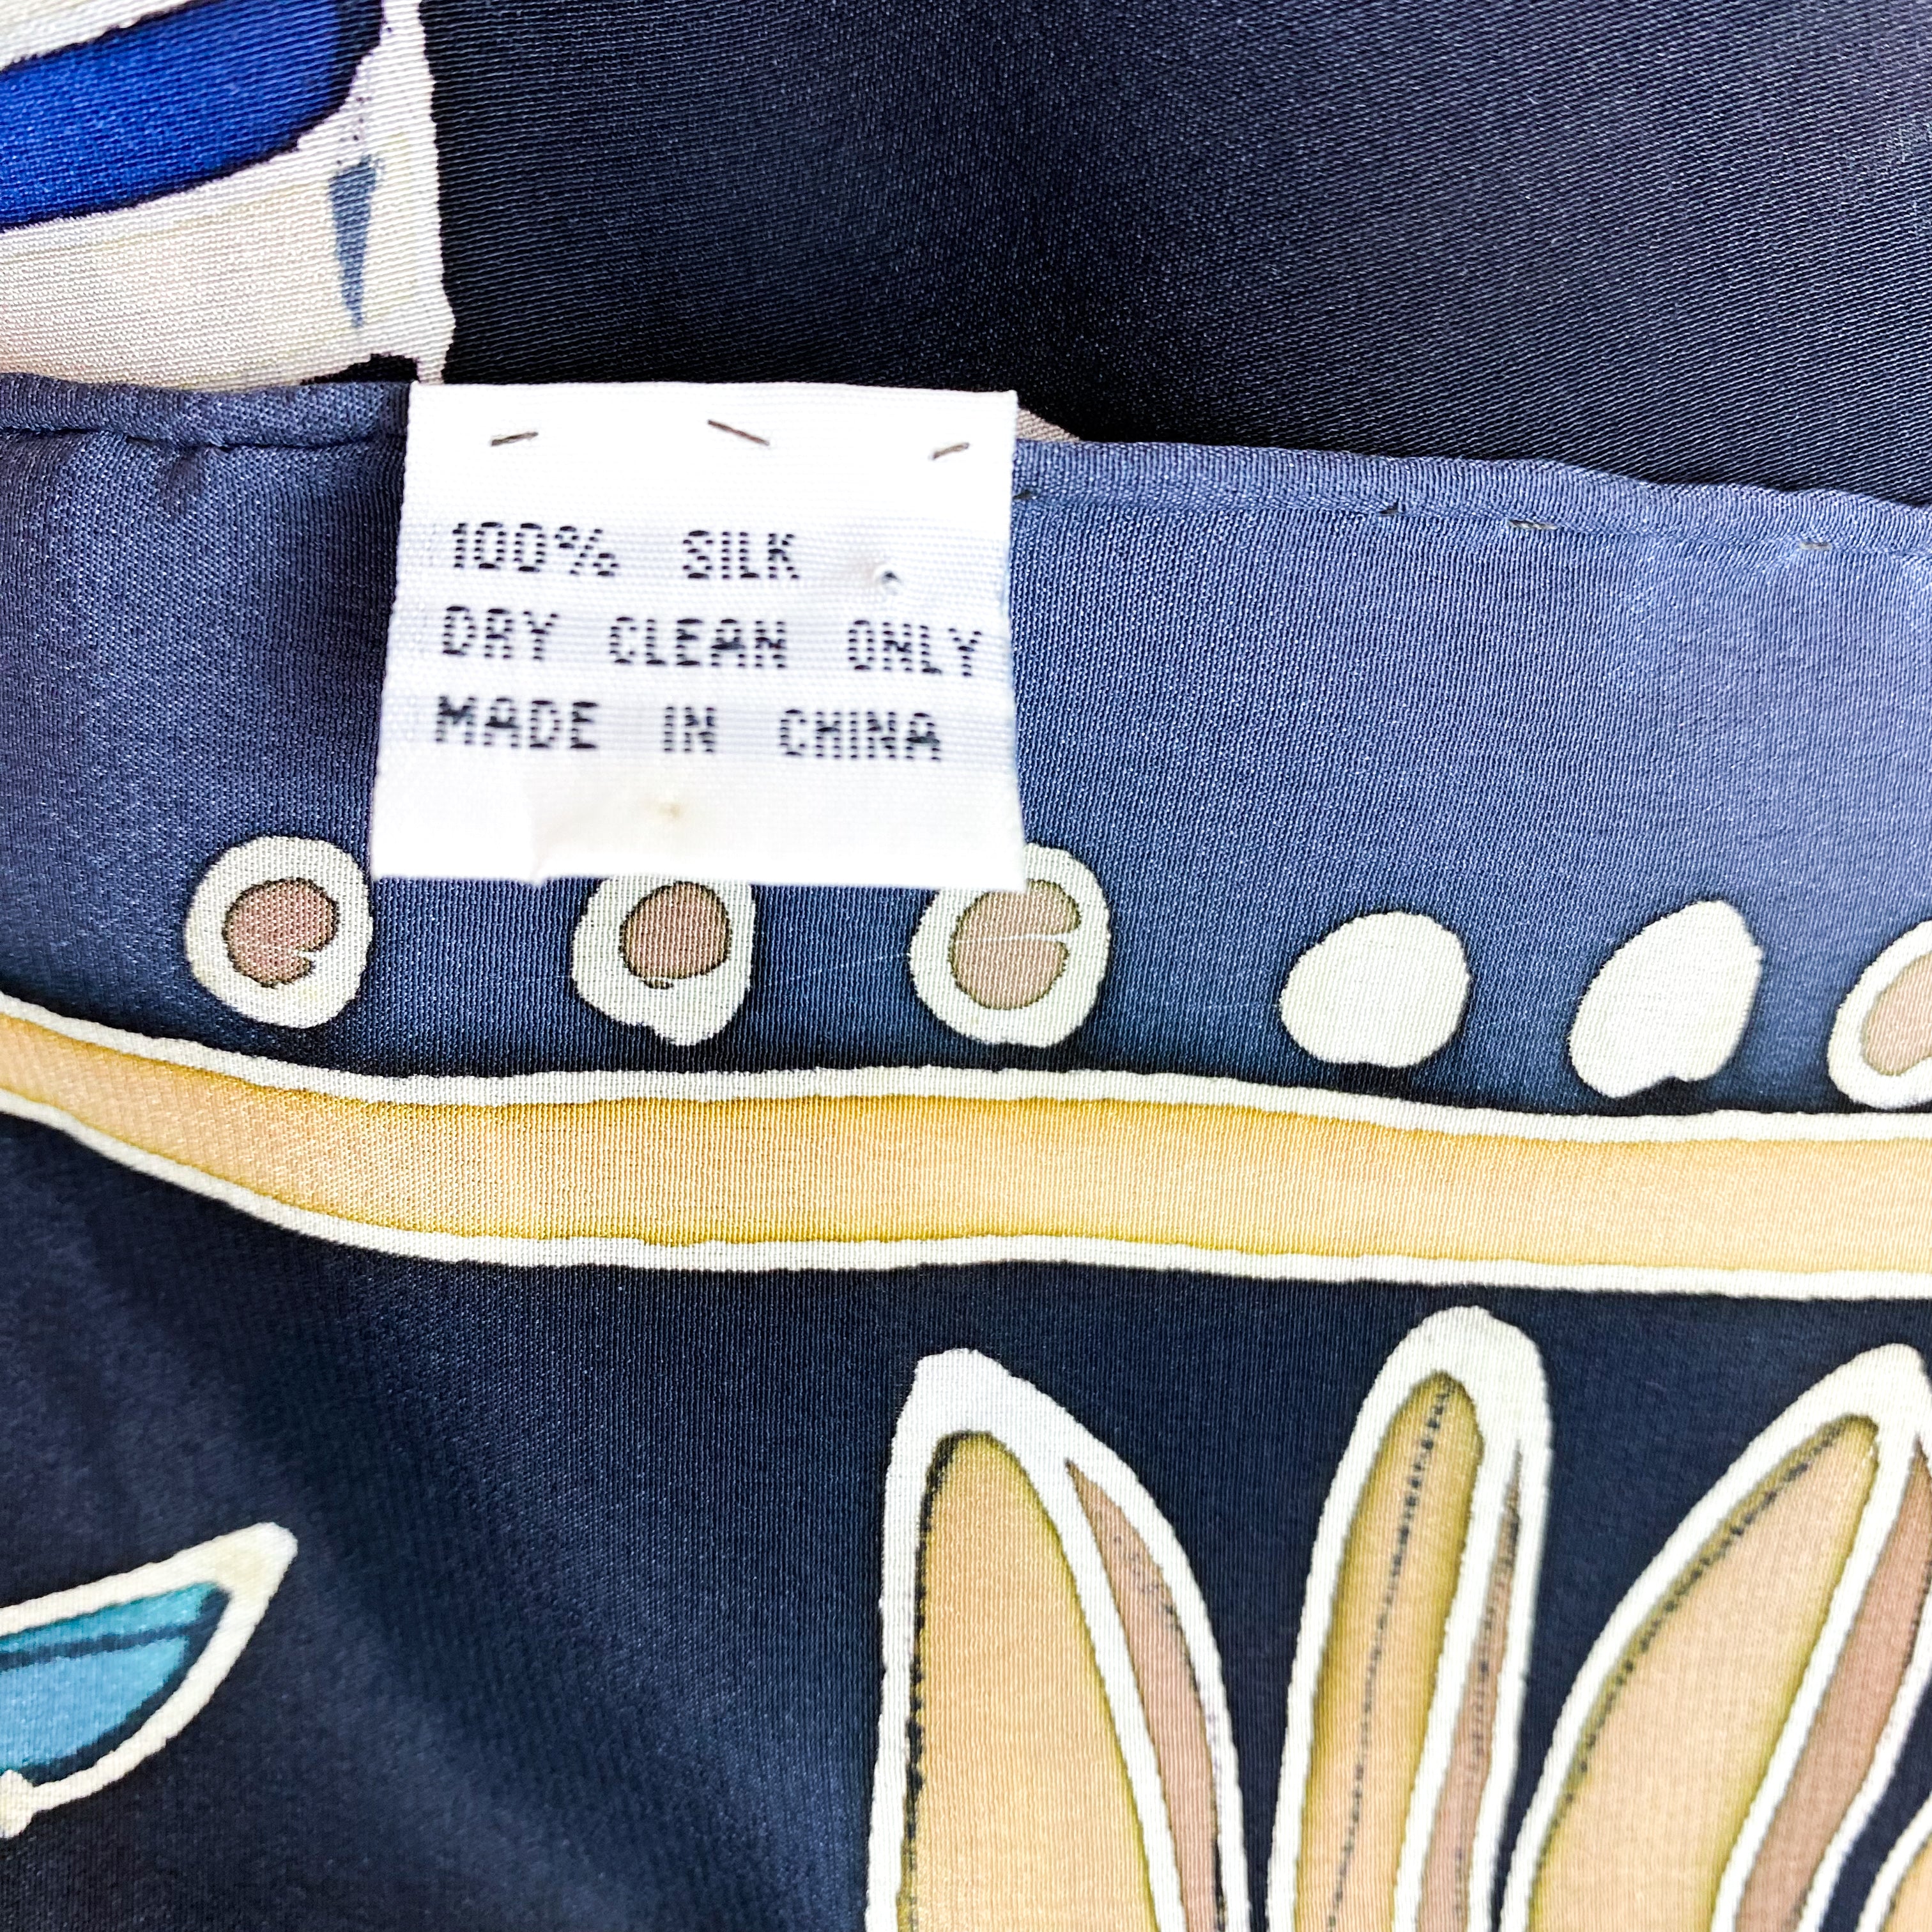 100% SILK
DRY CLEAN ONLY
MADE IN CHINA